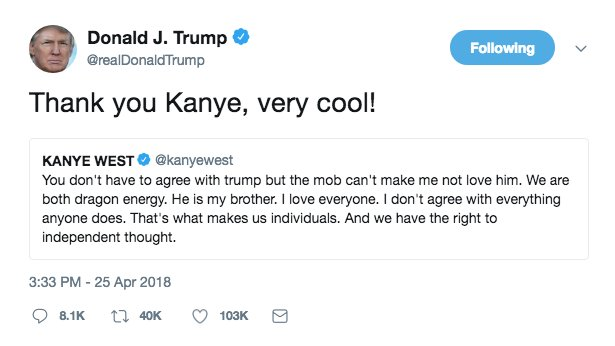 Donald J. Trump
@realDonaldTrump
Following
Thank you Kanye, very cool!
KANYE WEST @kanyewest
You don't have to agree with trump but the mob can't make me not love him. We are
both dragon energy. He is my brother. I love everyone. I don't agree with everything
anyone does. That's what makes us individuals. And we have the right to
independent thought.
3:33 PM - 25 Apr 2018
8.1K 40K 103K